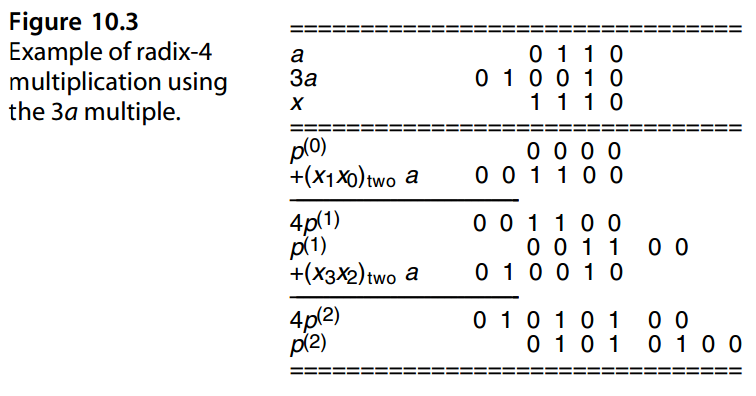 Figure 10.3
Example of radix-4
multiplication using
the 3a multiple.
================================
a 0 1 1 0
3a 0 1 0 0 1 0
x 1 1 1 0
================================
p(0) 0 0 0 0
+(x1x0)two a 0 0 1 1 0 0
4p(1) 0 0 1 1 0 0
p(1) 0 0 1 1 0 0
+(x3x2)two a 0 1 0 0 1 0
4p(2) 0 1 0 1 0 1 0 0
p(2) 0 1 0 1 0 1 0 0
================================